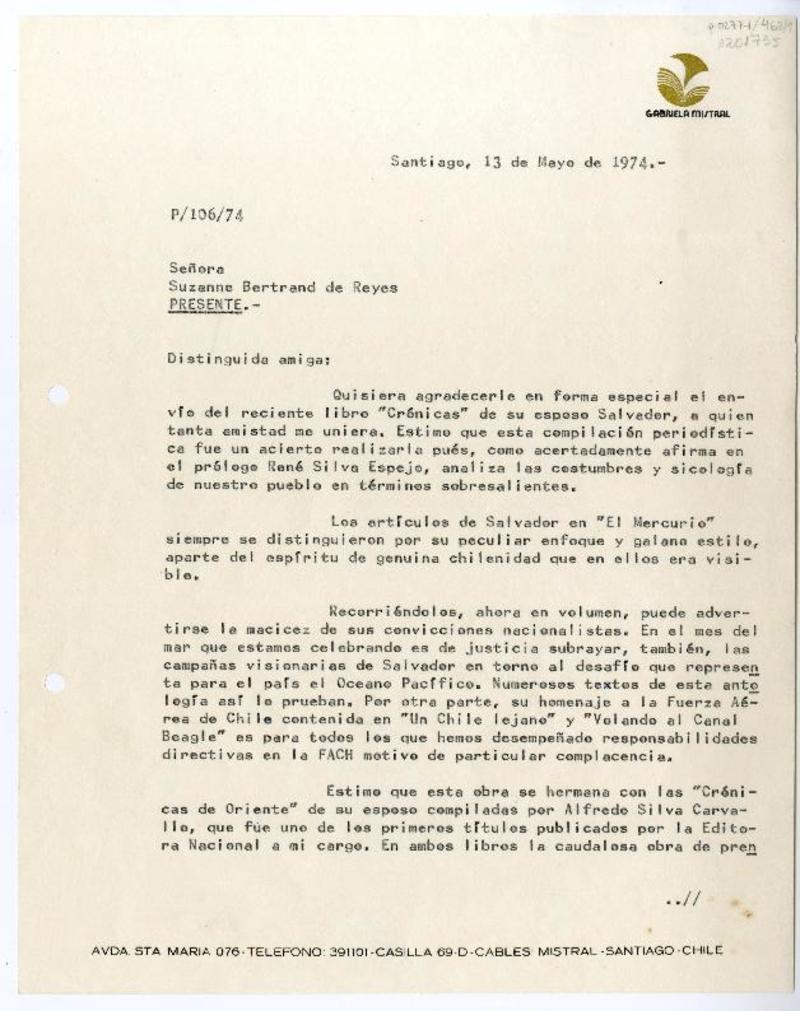 0201735
GABRIELA MISTRAL
Santiago, 13 de Mayo de 1974.-
P/106/74
Señora
Suzanne Bertrand de Reyes
PRESENTE.-
Distinguida amiga:
Quisiera agradecerle en forma especial el en-
vío del reciente libro "Crónicas" de su esposo Salvador, a quien
tanta amistad me uniera. Estimo que esta compilación periodísti-
ca fue un acierto realizarla pués, como acertadamente afirma en
el prólogo René Silva Espejo, analiza las costumbres y sicología
de nuestro pueblo en términos sobresalientes.
Los artículos de Salvador en "El Mercurio"
siempre se distinguieron por su peculiar enfoque y galano estilo,
aparte del espíritu de genuina chilenidad que en ellos era visi-
ble.
Recorriéndolos, ahora en volumen, puede adver-
tirse la macicez de sus convicciones nacionalistas. En el mes del
mar que estamos celebrando es de justicia subrayar, también, las
campañas visionarias de Salvador en torno al desafío que represen
ta para el país el Oceano Pacífico. Numerosos textos de esta anto
logía así lo prueban. Por otra parte, su homenaje a la Fuerza Aé-
rea de Chile contenida en "Un Chile lejano" y "Volando al Canal
Beagle" es para todos los que hemos desempeñado responsabilidades
directivas en la FACH motivo de particular complacencia.
Estimo que esta obra se hermana con las "Cróni-
cas de Oriente" de su esposo compiladas por Alfredo Silva Carva-
llo, que fue uno de los primeros títulos publicados por la Edito-
ra Nacional a mi cargo. En ambos libros la caudalosa obra de pren
..//
AVDA. STA. MARIA 076-TELEFONO: 391101-CASILLA 69-D-CABLES MISTRAL-SANTIAGO-CHILE